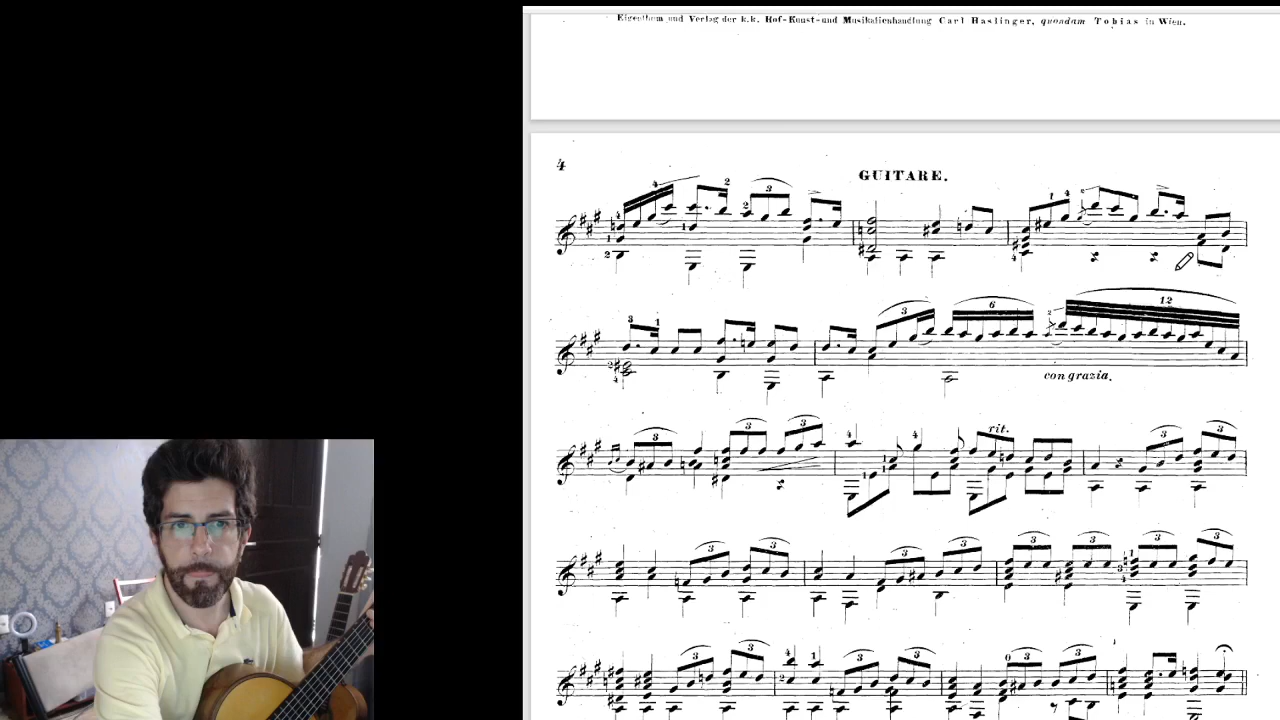 Eigenthum und Verlag der k.k. Hof-Kunst-und Musikalienhandlung Carl Haslinger, quondam Tobias in Wien.
4
GUITARE.
con grazia.
rit.